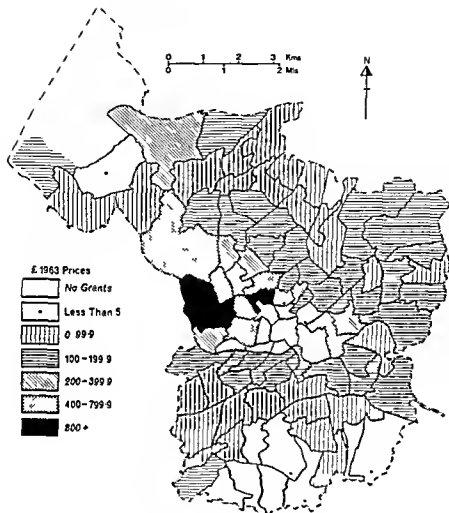 0 1 2 3 Kms
0 1 2 Mls
N
£ 1963 Prices
No Grants
Less Than 5
0 99·9
100-199 9
200-399 9
400-799·9
800+